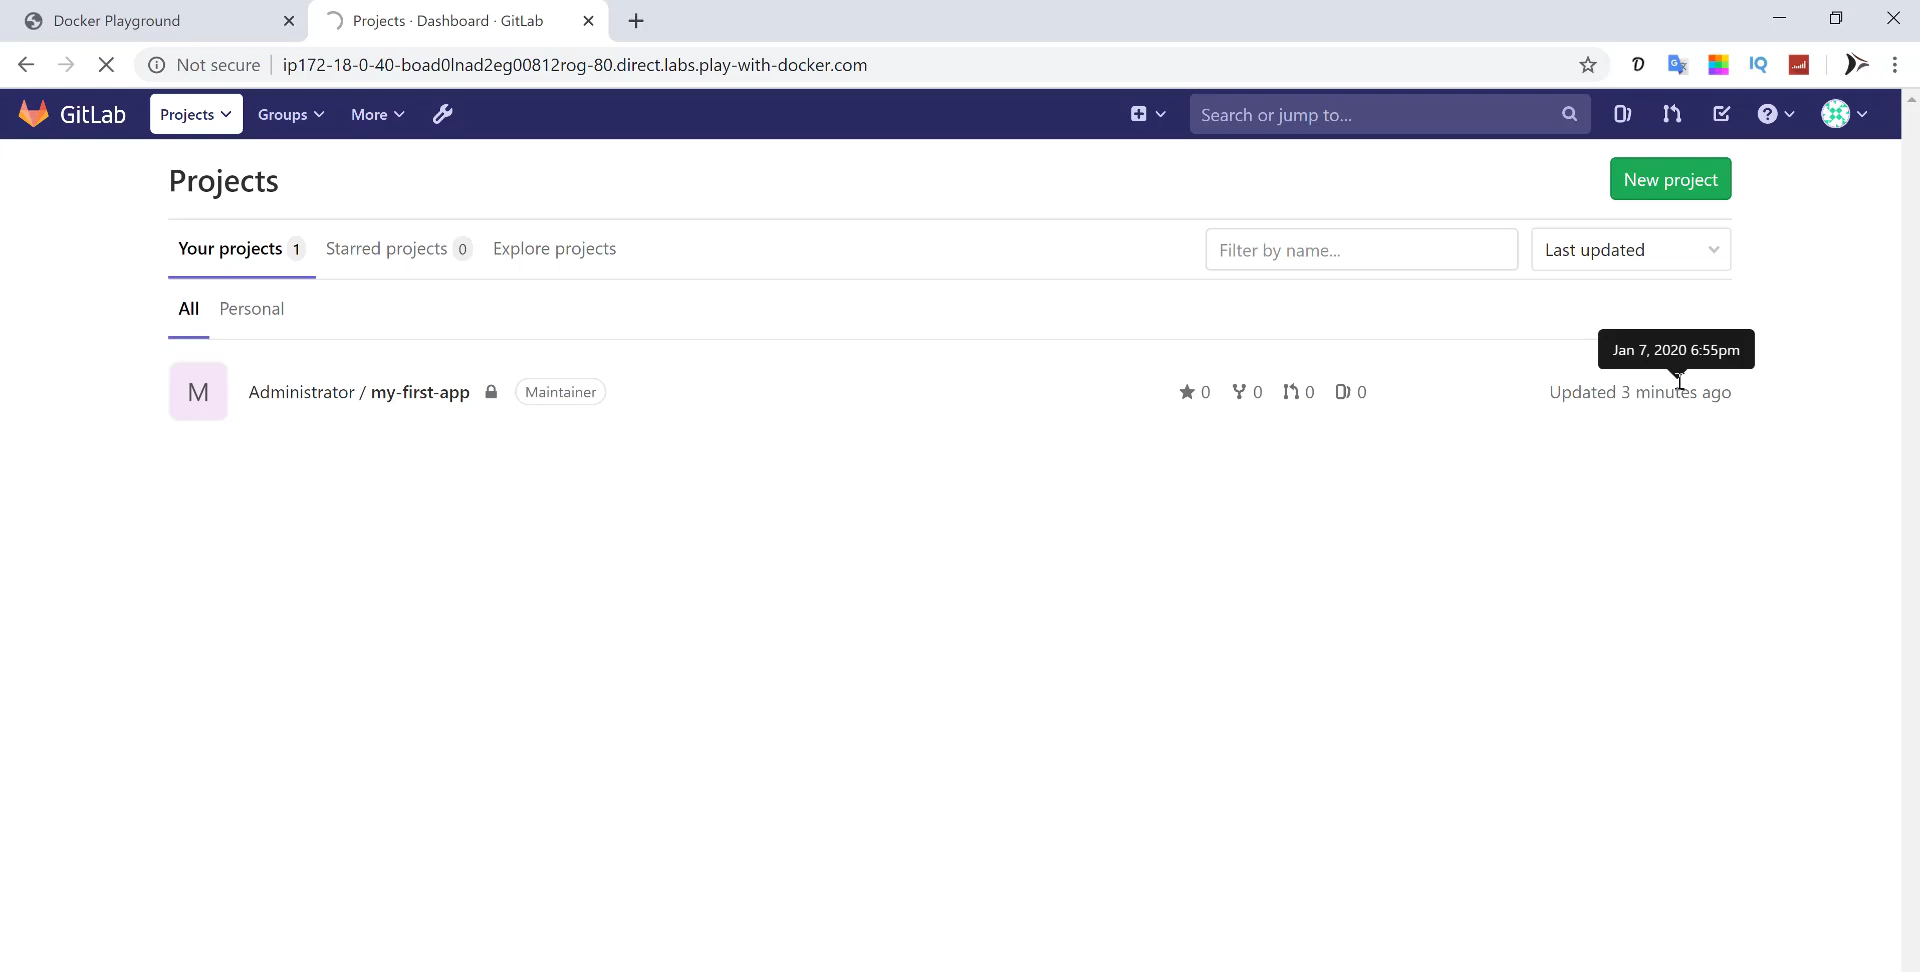 Docker Playground
Projects · Dashboard · GitLab
Not secure
ip172-18-0-40-boad0lnad2eg00812rog-80.direct.labs.play-with-docker.com
GitLab
Projects
Groups
More
Search or jump to...
Projects
New project
Your projects 1
Starred projects 0
Explore projects
Filter by name...
Last updated
All
Personal
Jan 7, 2020 6:55pm
M
Administrator / my-first-app
Maintainer
0
0
0
0
Updated 3 minutes ago
D
G
IQ